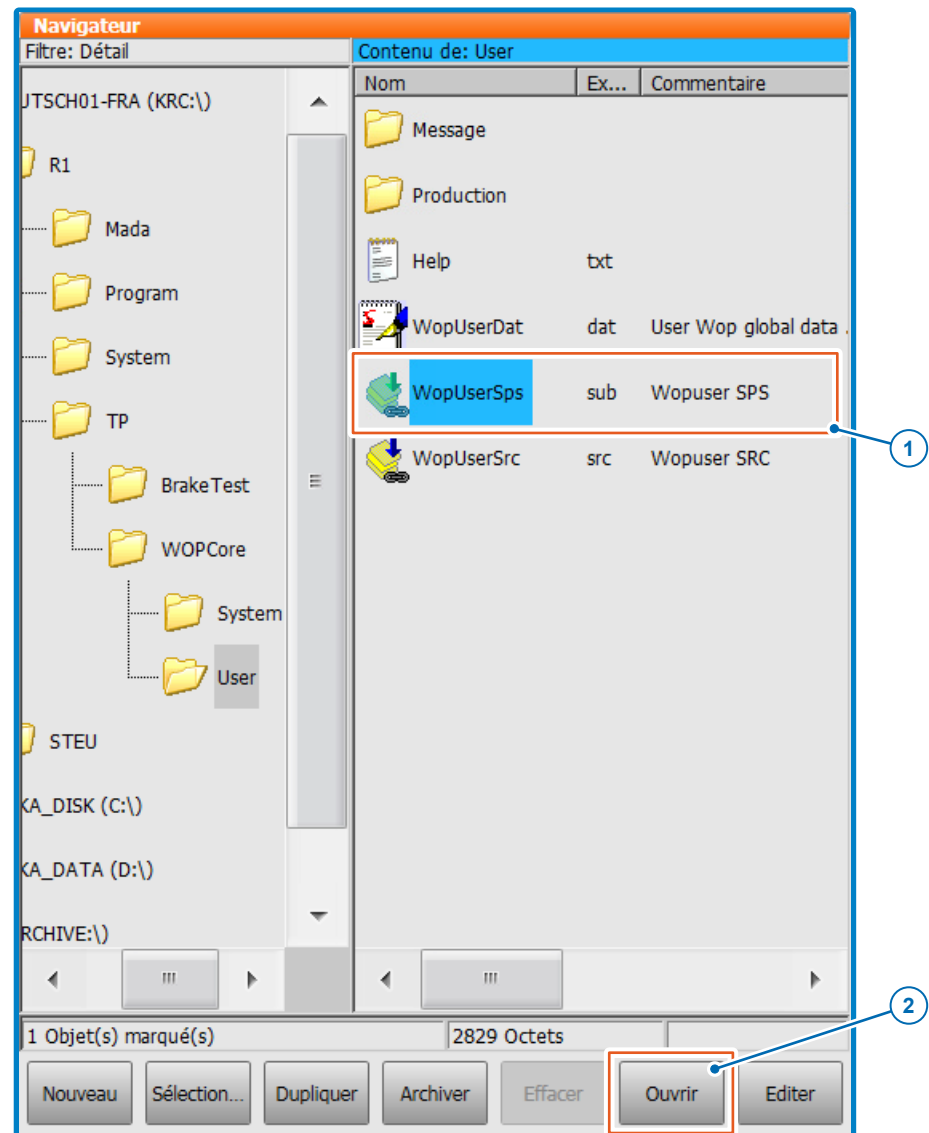 Navigateur
Filtre: Détail
Contenu de: User
Nom Ex... Commentaire
JTSCH01-FRA (KRC:\)
R1
Mada
Program
System
TP
BrakeTest
WOPCore
System
User
STEU
KA_DISK (C:\)
KA_DATA (D:\)
RCHIVE:\)
Message
Production
Help txt
WopUserDat dat User Wop global data .
WopUserSps sub Wopuser SPS
1
WopUserSrc src Wopuser SRC
2
1 Objet(s) marqué(s) 2829 Octets
Nouveau Sélection... Dupliquer Archiver Effacer Ouvrir Editer